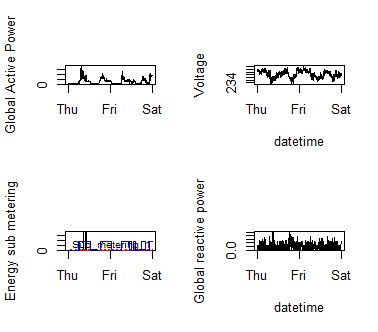 Global Active Power
0
Thu Fri Sat
Voltage
234
Thu Fri Sat
datetime
Energy sub metering
0
Thu Fri Sat
Global reactive power
0.0
Thu Fri Sat
datetime